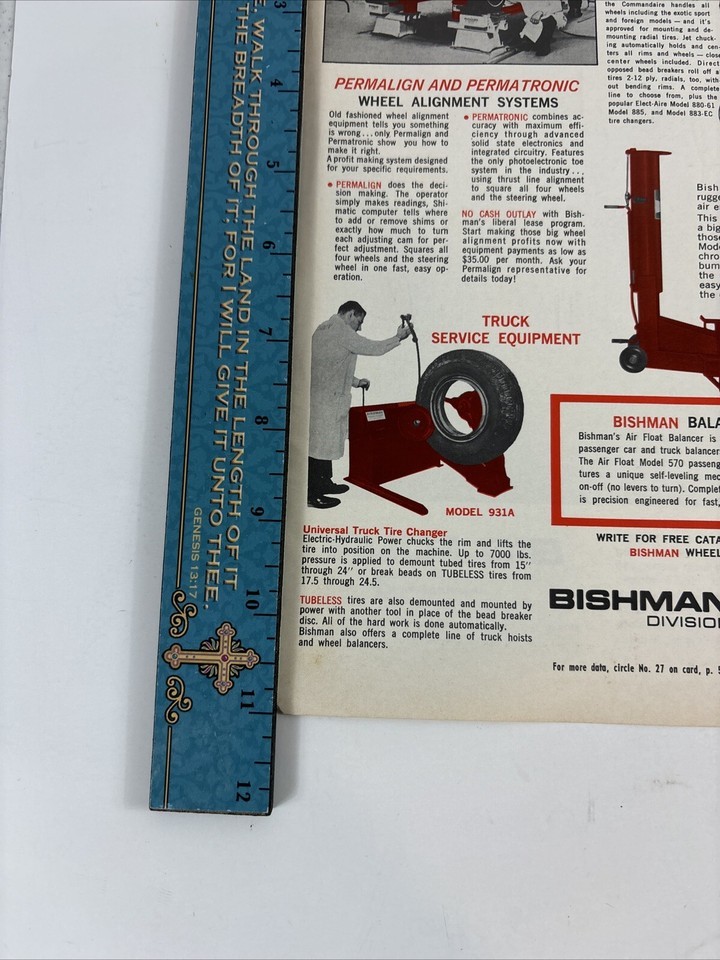 E, WALK THROUGH THE LAND IN THE LENGTH OF IT
THE BREADTH OF IT; FOR I WILL GIVE IT UNTO THEE.
GENESIS 13:17
3
4
5
6
7
8
9
10
11
12
the Commandaire handles all
wheels including the exotic sport
and foreign models — and it's
approved for mounting and de-
mounting radial tires. Jet chuck-
ing automatically holds and cen-
ters all rims and wheels — close
center wheels included. Direct
opposed bead breakers roll off a
tires 2-12 ply, radials, too, with-
out bending rims. A complete
line to choose from, plus the
popular Elect-Aire Model 880-61
Model 885, and Model 883-EC
tire changers.
PERMALIGN AND PERMATRONIC
WHEEL ALIGNMENT SYSTEMS
Old fashioned wheel alignment
equipment tells you something
is wrong . . . only Permalign and
Permatronic show you how to
make it right.
A profit making system designed
for your specific requirements.
• PERMALIGN does the deci-
sion making. The operator
simply makes readings, Shi-
matic computer tells where
to add or remove shims or
exactly how much to turn
each adjusting cam for per-
fect adjustment. Squares all
four wheels and the steering
wheel in one fast, easy op-
eration.
• PERMATRONIC combines ac-
curacy with maximum effi-
ciency through advanced
solid state electronics and
integrated circuitry. Features
the only photoelectronic toe
system in the industry . . .
using thrust line alignment
to square all four wheels
and the steering wheel.
NO CASH OUTLAY with Bish-
man's liberal lease program.
Start making those big wheel
alignment profits now with
equipment payments as low as
$35.00 per month. Ask your
Permalign representative for
details today!
Bish
rugge
air e
This
a big
those
Mode
chro
bum
the
easy
the
TRUCK
SERVICE EQUIPMENT
MODEL 931A
Universal Truck Tire Changer
Electric-Hydraulic Power chucks the rim and lifts the
tire into position on the machine. Up to 7000 lbs.
pressure is applied to demount tubed tires from 15"
through 24" or break beads on TUBELESS tires from
17.5 through 24.5.
TUBELESS tires are also demounted and mounted by
power with another tool in place of the bead breaker
disc. All of the hard work is done automatically.
Bishman also offers a complete line of truck hoists
and wheel balancers.
BISHMAN BALA
Bishman's Air Float Balancer is
passenger car and truck balancer
The Air Float Model 570 passeng
tures a unique self-leveling mec
on-off (no levers to turn). Complet
is precision engineered for fast,
WRITE FOR FREE CATA
BISHMAN WHEEL
BISHMAN
DIVISION
For more data, circle No. 27 on card, p. 5